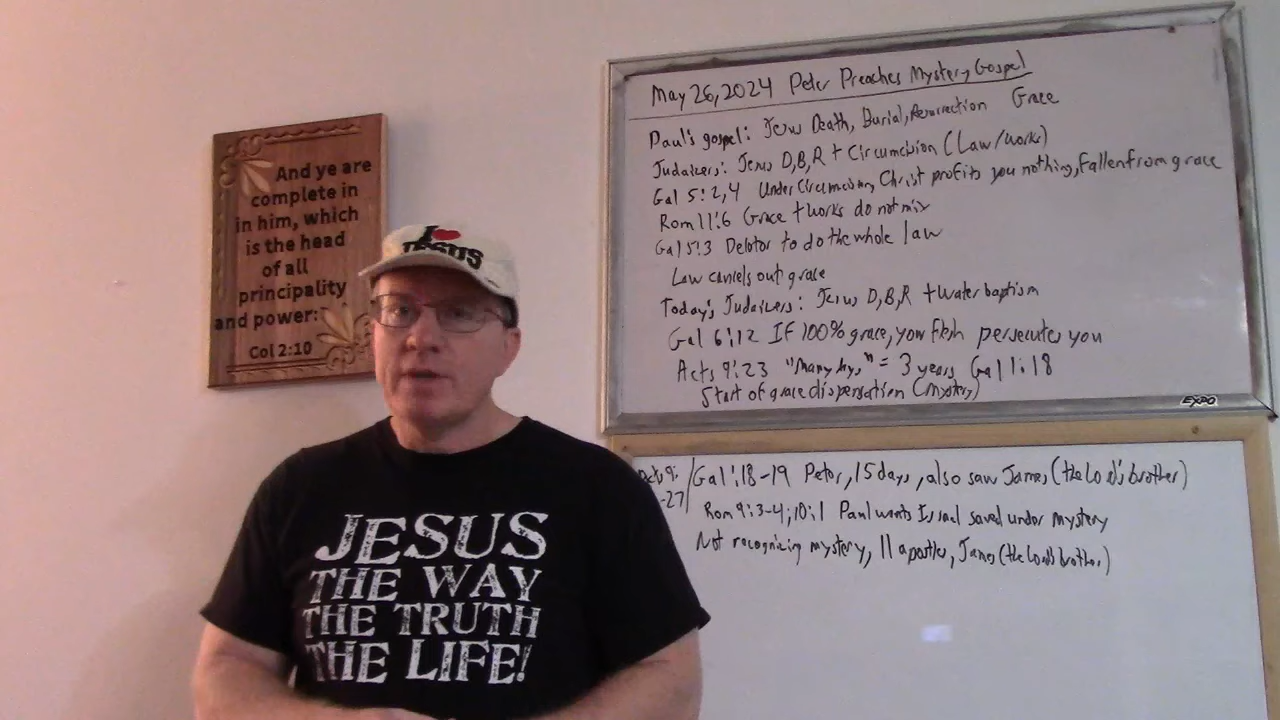 And ye are
complete in
in him, which
is the head
of all
principality
and power:
Col 2:10
I
JESUS
JESUS
THE WAY
THE TRUTH
THE LIFE!
May 26, 2024 Peter Preaches Mystery Gospel
Paul's gospel: Jesus Death, Burial, Resurrection Grace
Judaizers: Jesus D, B, R + Circumcision (Law/works)
Gal 5:2,4 Under Circumcision, Christ profits you nothing, Fallen from grace
Rom 11:6 Grace + works do not mix
Gal 5:3 Debtor to do the whole law
Law cancels out grace
Today's Judaizers: Jesus D, B, R + water baptism
Gal 6:12 If 100% grace, your flesh persecutes you
Acts 9:23 "Many days" = 3 years Gal 1:18
Start of grace dispensation (mystery)
EXPO
Acts 9:
-27
Gal 1:18-19 Peter, 15 days, also saw James (the Lord's brother)
Rom 9:3-4; 10:1 Paul wants Israel saved under mystery
Not recognizing mystery, 11 apostles, James (the Lord's brother)